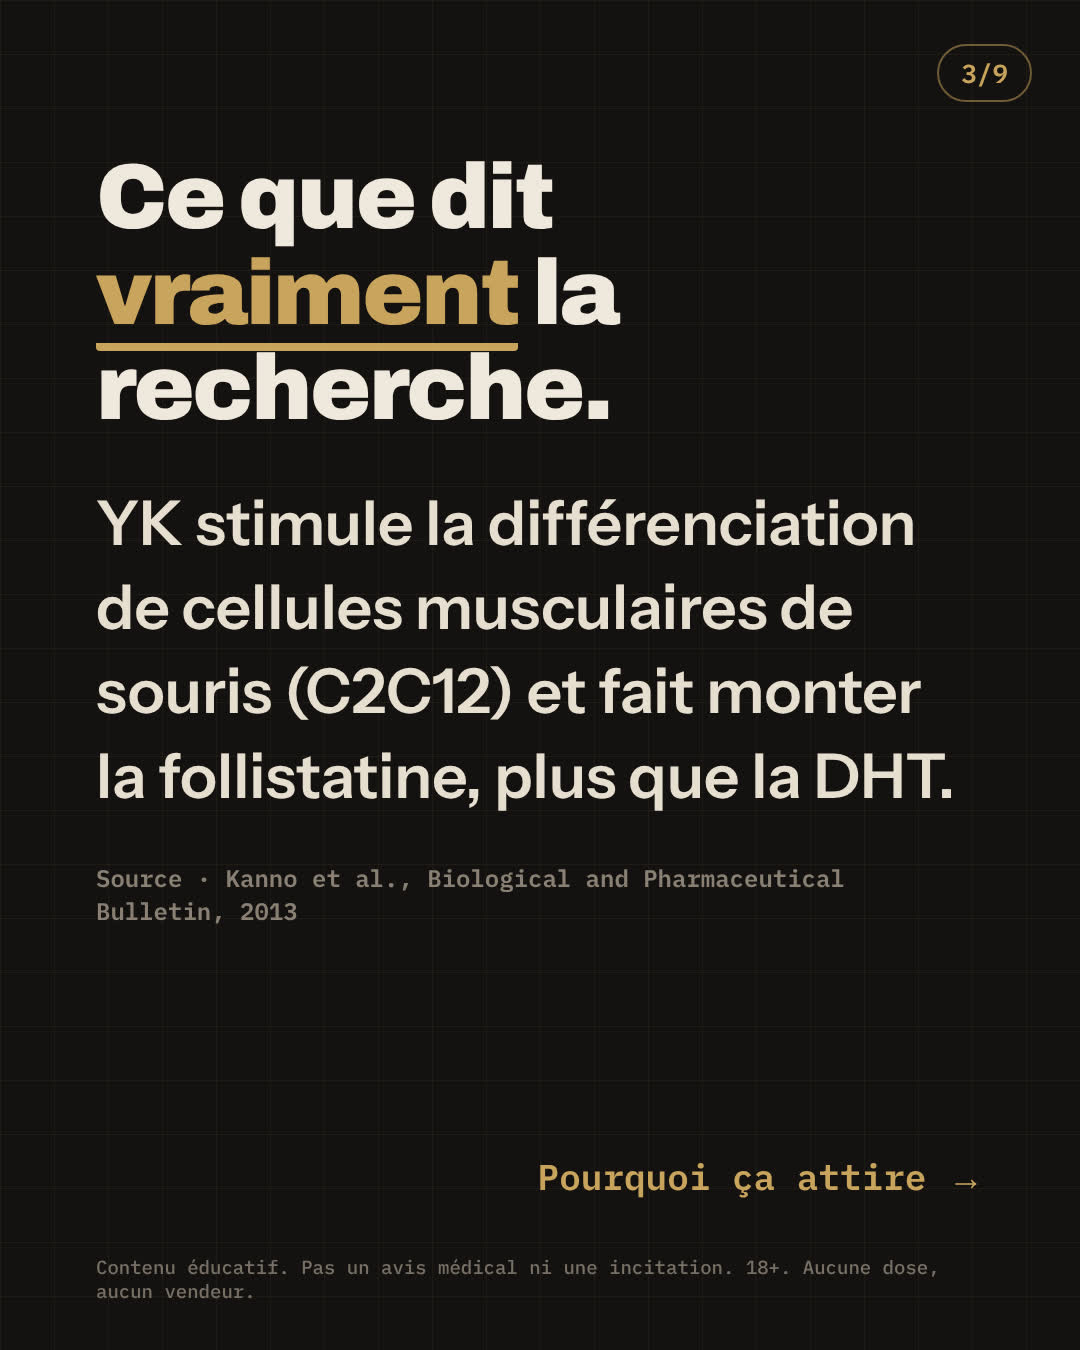 3/9
Ce que dit
vraiment la
recherche.
YK stimule la différenciation
de cellules musculaires de
souris (C2C12) et fait monter
la follistatine, plus que la DHT.
Source · Kanno et al., Biological and Pharmaceutical
Bulletin, 2013
Pourquoi ça attire →
Contenu éducatif. Pas un avis médical ni une incitation. 18+. Aucune dose,
aucun vendeur.